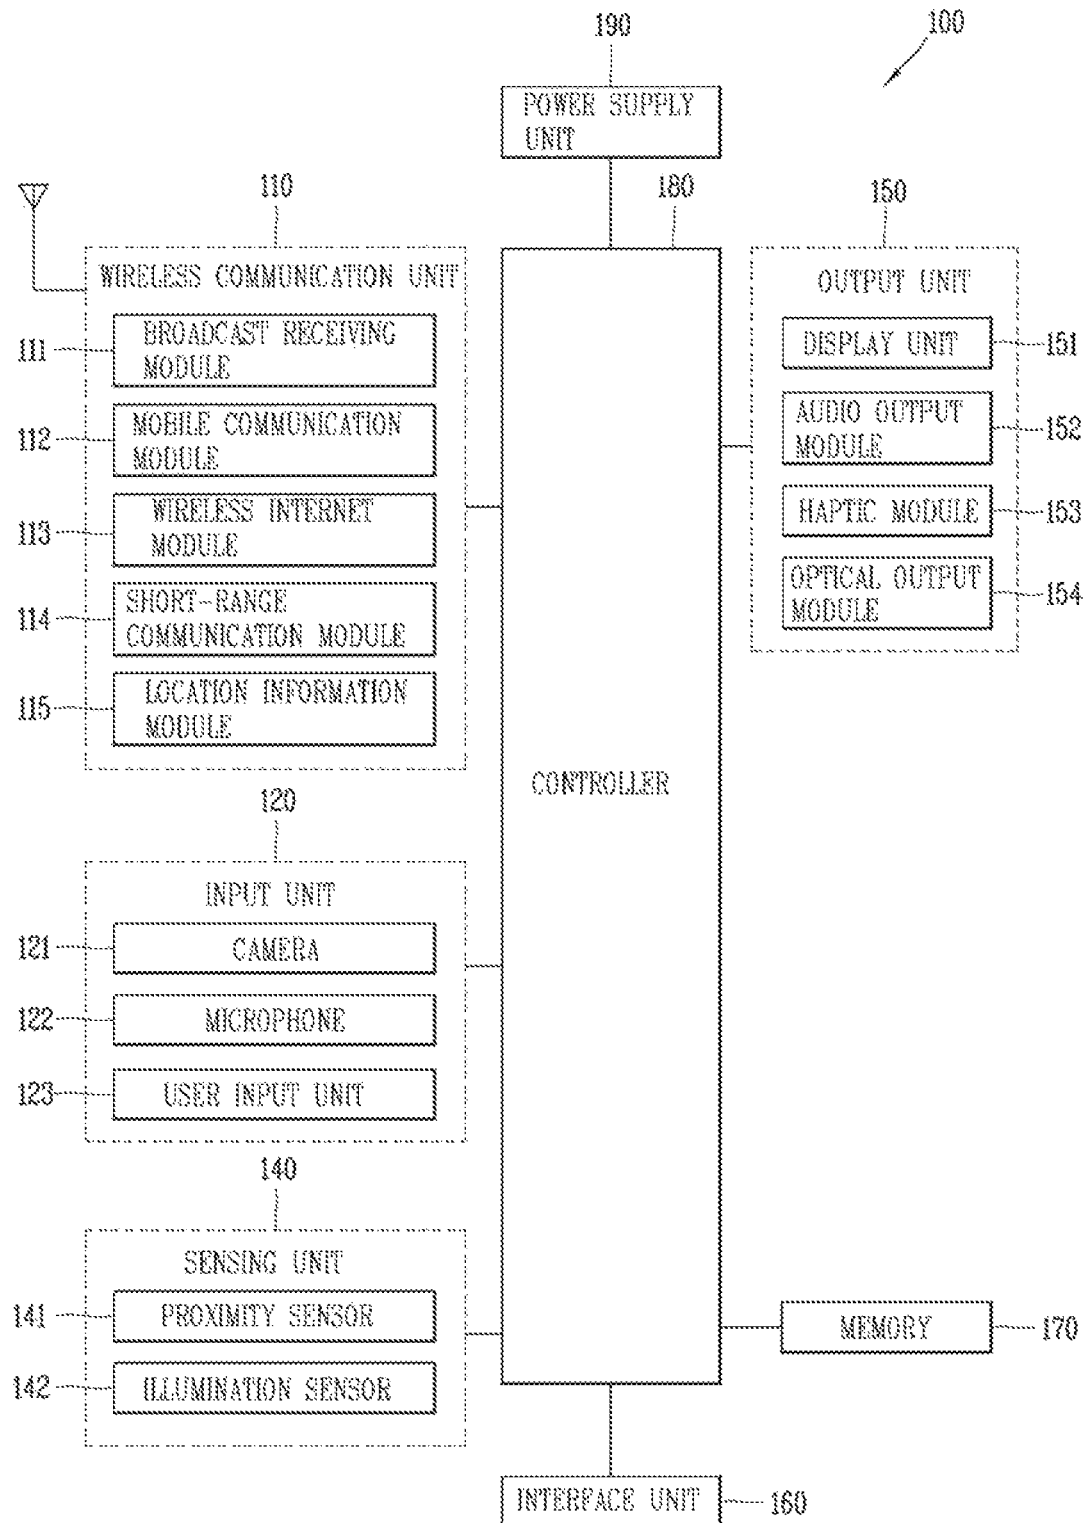 190
100
POWER SUPPLY
UNIT
110
180
150
WIRELESS COMMUNICATION UNIT
111
BROADCAST RECEIVING
MODULE
112
MOBILE COMMUNICATION
MODULE
113
WIRELESS INTERNET
MODULE
114
SHORT-RANGE
COMMUNICATION MODULE
115
LOCATION INFORMATION
MODULE
OUTPUT UNIT
DISPLAY UNIT
151
AUDIO OUTPUT
MODULE
152
HAPTIC MODULE
153
OPTICAL OUTPUT
MODULE
154
CONTROLLER
120
INPUT UNIT
121
CAMERA
122
MICROPHONE
123
USER INPUT UNIT
140
SENSING UNIT
141
PROXIMITY SENSOR
142
ILLUMINATION SENSOR
MEMORY
170
INTERFACE UNIT
160